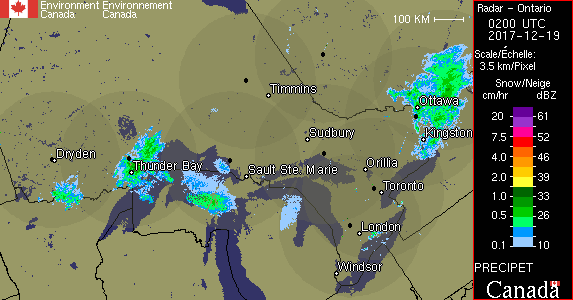 Environment Environnement
Canada Canada
100 KM
Radar - Ontario
0200 UTC
2017-12-19
Scale/Échelle:
3.5 km/Pixel
Snow/Neige
cm/hr dBZ
20 61
7.5 52
4.0 46
2.0 39
1.0 33
0.5 26
0.1 10
PRECIPET
Canada
Timmins
Ottawa
Sudbury
Kingston
Dryden
Thunder Bay
Sault Ste. Marie
Orillia
Toronto
London
Windsor